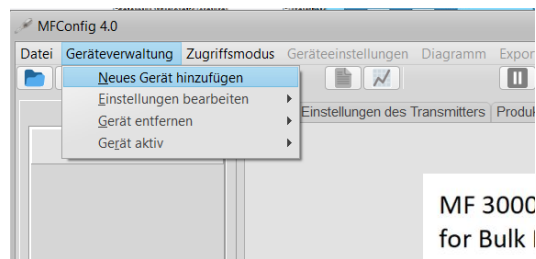 MFConfig 4.0
Datei Geräteverwaltung Zugriffsmodus Geräteeinstellungen Diagramm Export
Neues Gerät hinzufügen
Einstellungen bearbeiten
Einstellungen des Transmitters Produk
Gerät entfernen
Gerät aktiv
MF 3000
for Bulk